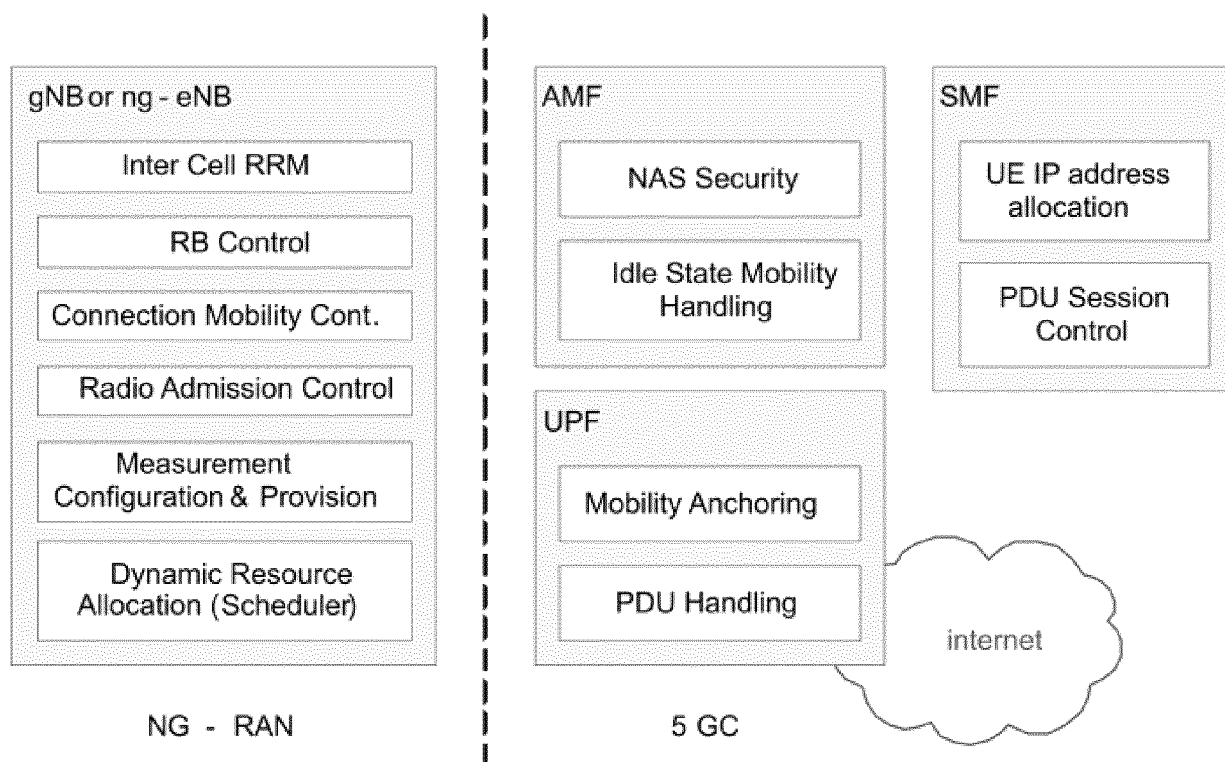 gNB or ng - eNB
Inter Cell RRM
RB Control
Connection Mobility Cont.
Radio Admission Control
Measurement
Configuration & Provision
Dynamic Resource
Allocation (Scheduler)
NG - RAN
AMF
NAS Security
Idle State Mobility
Handling
UPF
Mobility Anchoring
PDU Handling
5 GC
SMF
UE IP address
allocation
PDU Session
Control
internet